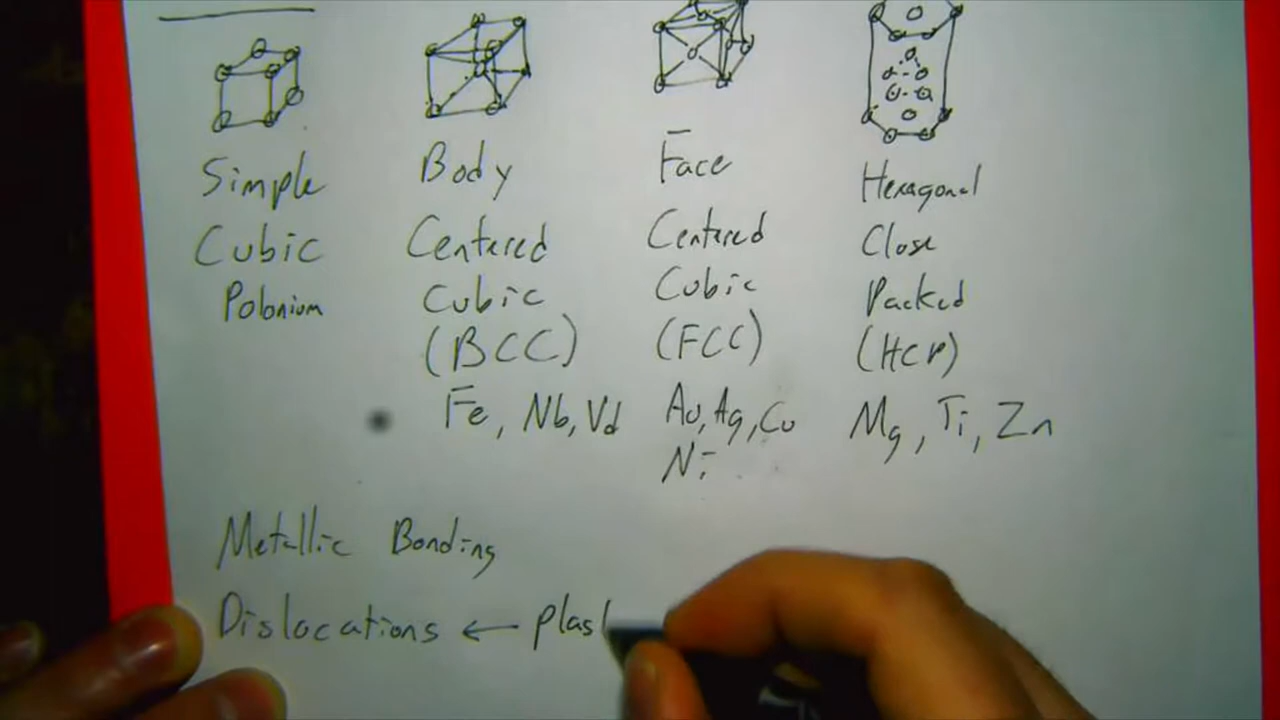 Simple Body Face Hexagonal
Cubic Centered Centered Close
Polonium Cubic Cubic Packed
(BCC) (FCC) (HCP)
Fe, Nb, Vd Au, Ag, Cu Mg, Ti, Zn
Ni
Metallic Bonding
Dislocations ← plast